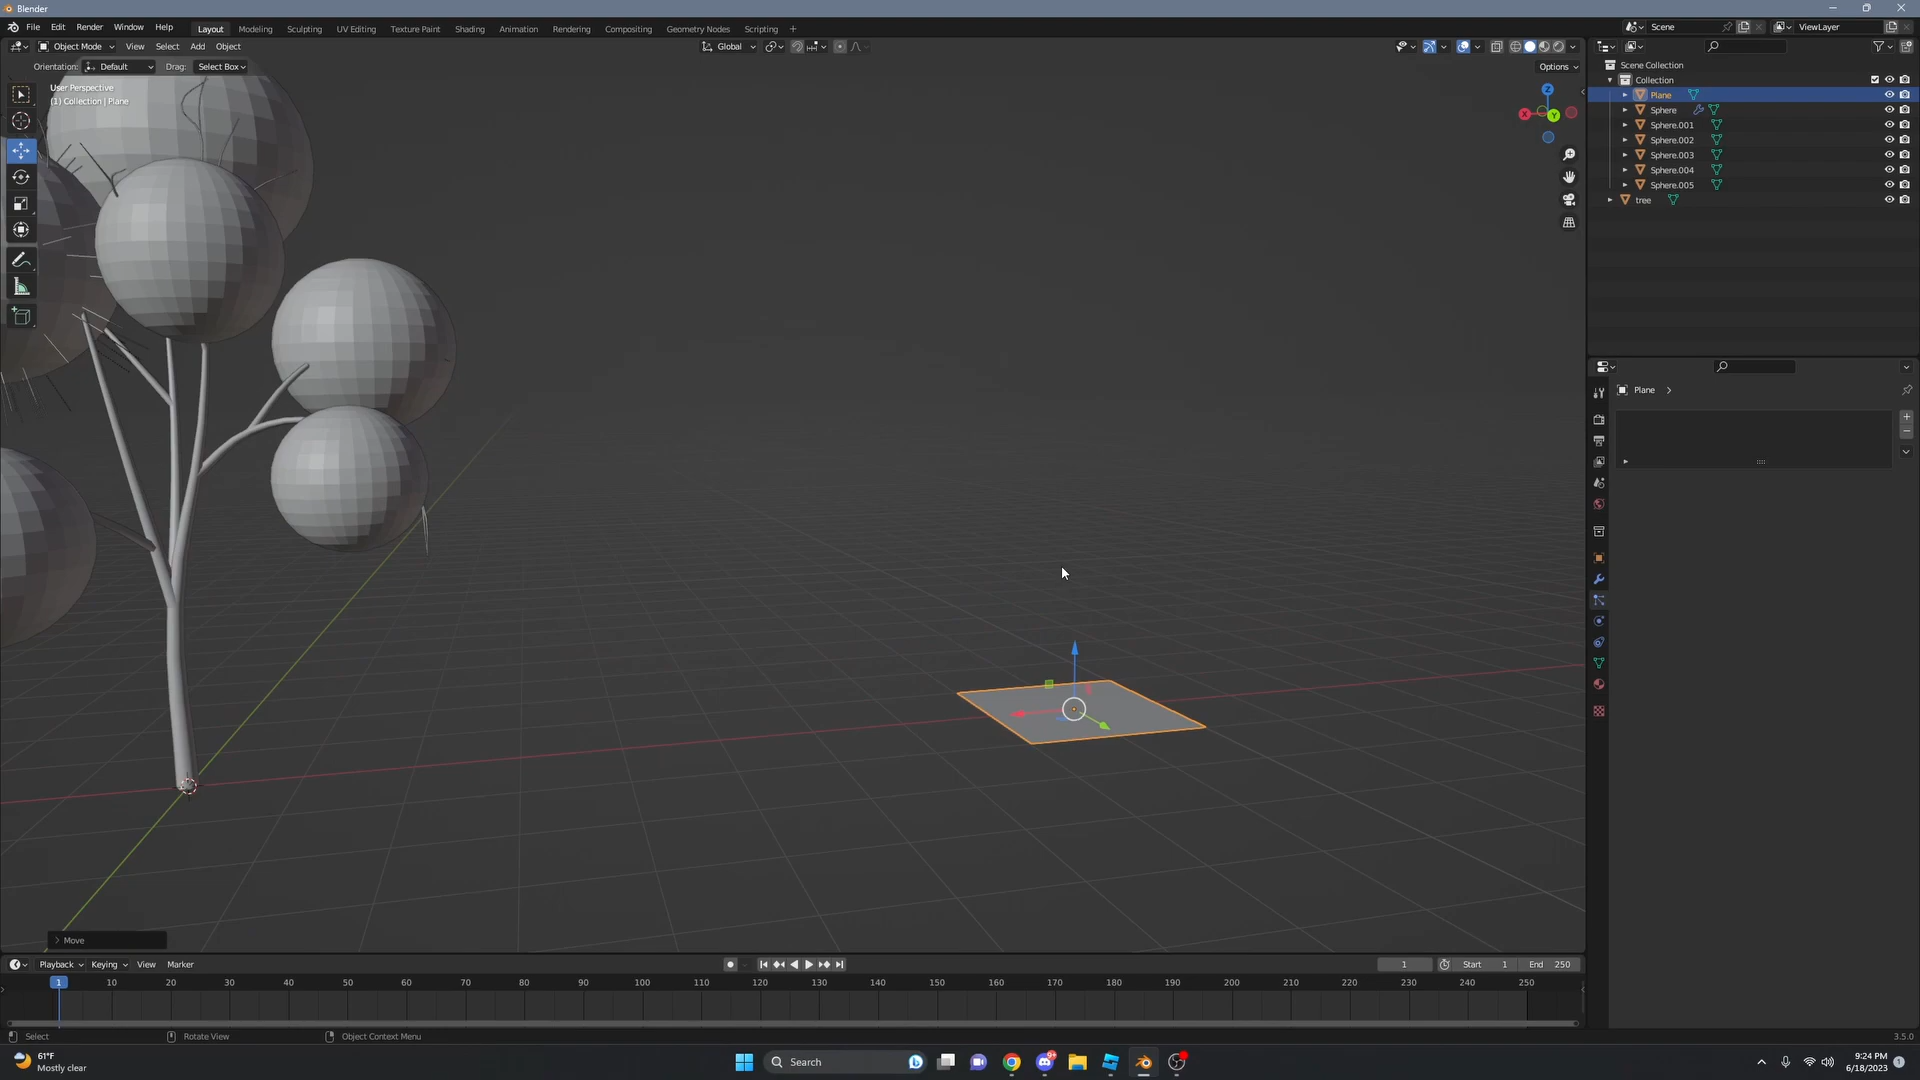 Blender
File Edit Render Window Help
Layout Modeling Sculpting UV Editing Texture Paint Shading Animation Rendering Compositing Geometry Nodes Scripting +
Scene
ViewLayer
Object Mode View Select Add Object
Global
Orientation: Default Drag: Select Box
Options
User Perspective
(1) Collection | Plane
Z
X
Y
Scene Collection
Collection
Plane
Sphere
Sphere.001
Sphere.002
Sphere.003
Sphere.004
Sphere.005
tree
Plane
Move
Playback Keying View Marker
1 Start 1 End 250
1 10 20 30 40 50 60 70 80 90 100 110 120 130 140 150 160 170 180 190 200 210 220 230 240 250
Select Rotate View Object Context Menu
3.5.0
61°F
Mostly clear
Search
9:24 PM
6/18/2023
1